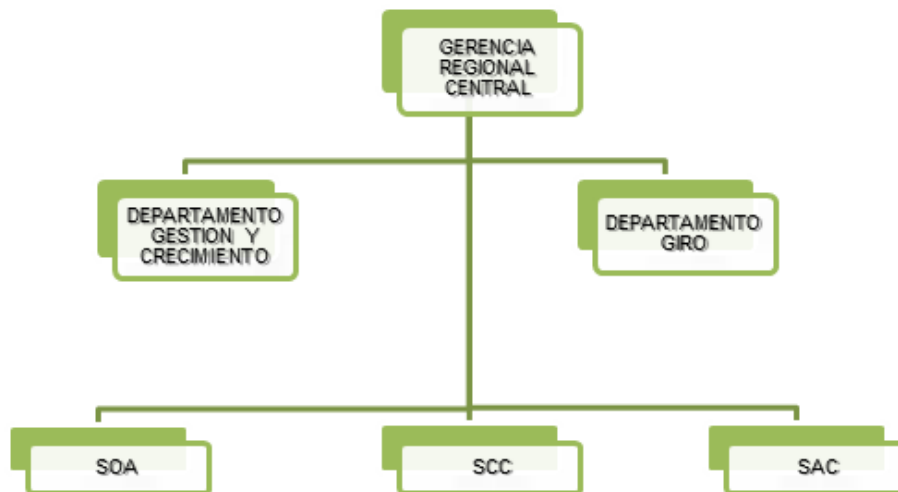 GERENCIA
REGIONAL
CENTRAL
DEPARTAMENTO
GESTION Y
CRECIMIENTO
DEPARTAMENTO
GIRO
SOA
SCC
SAC